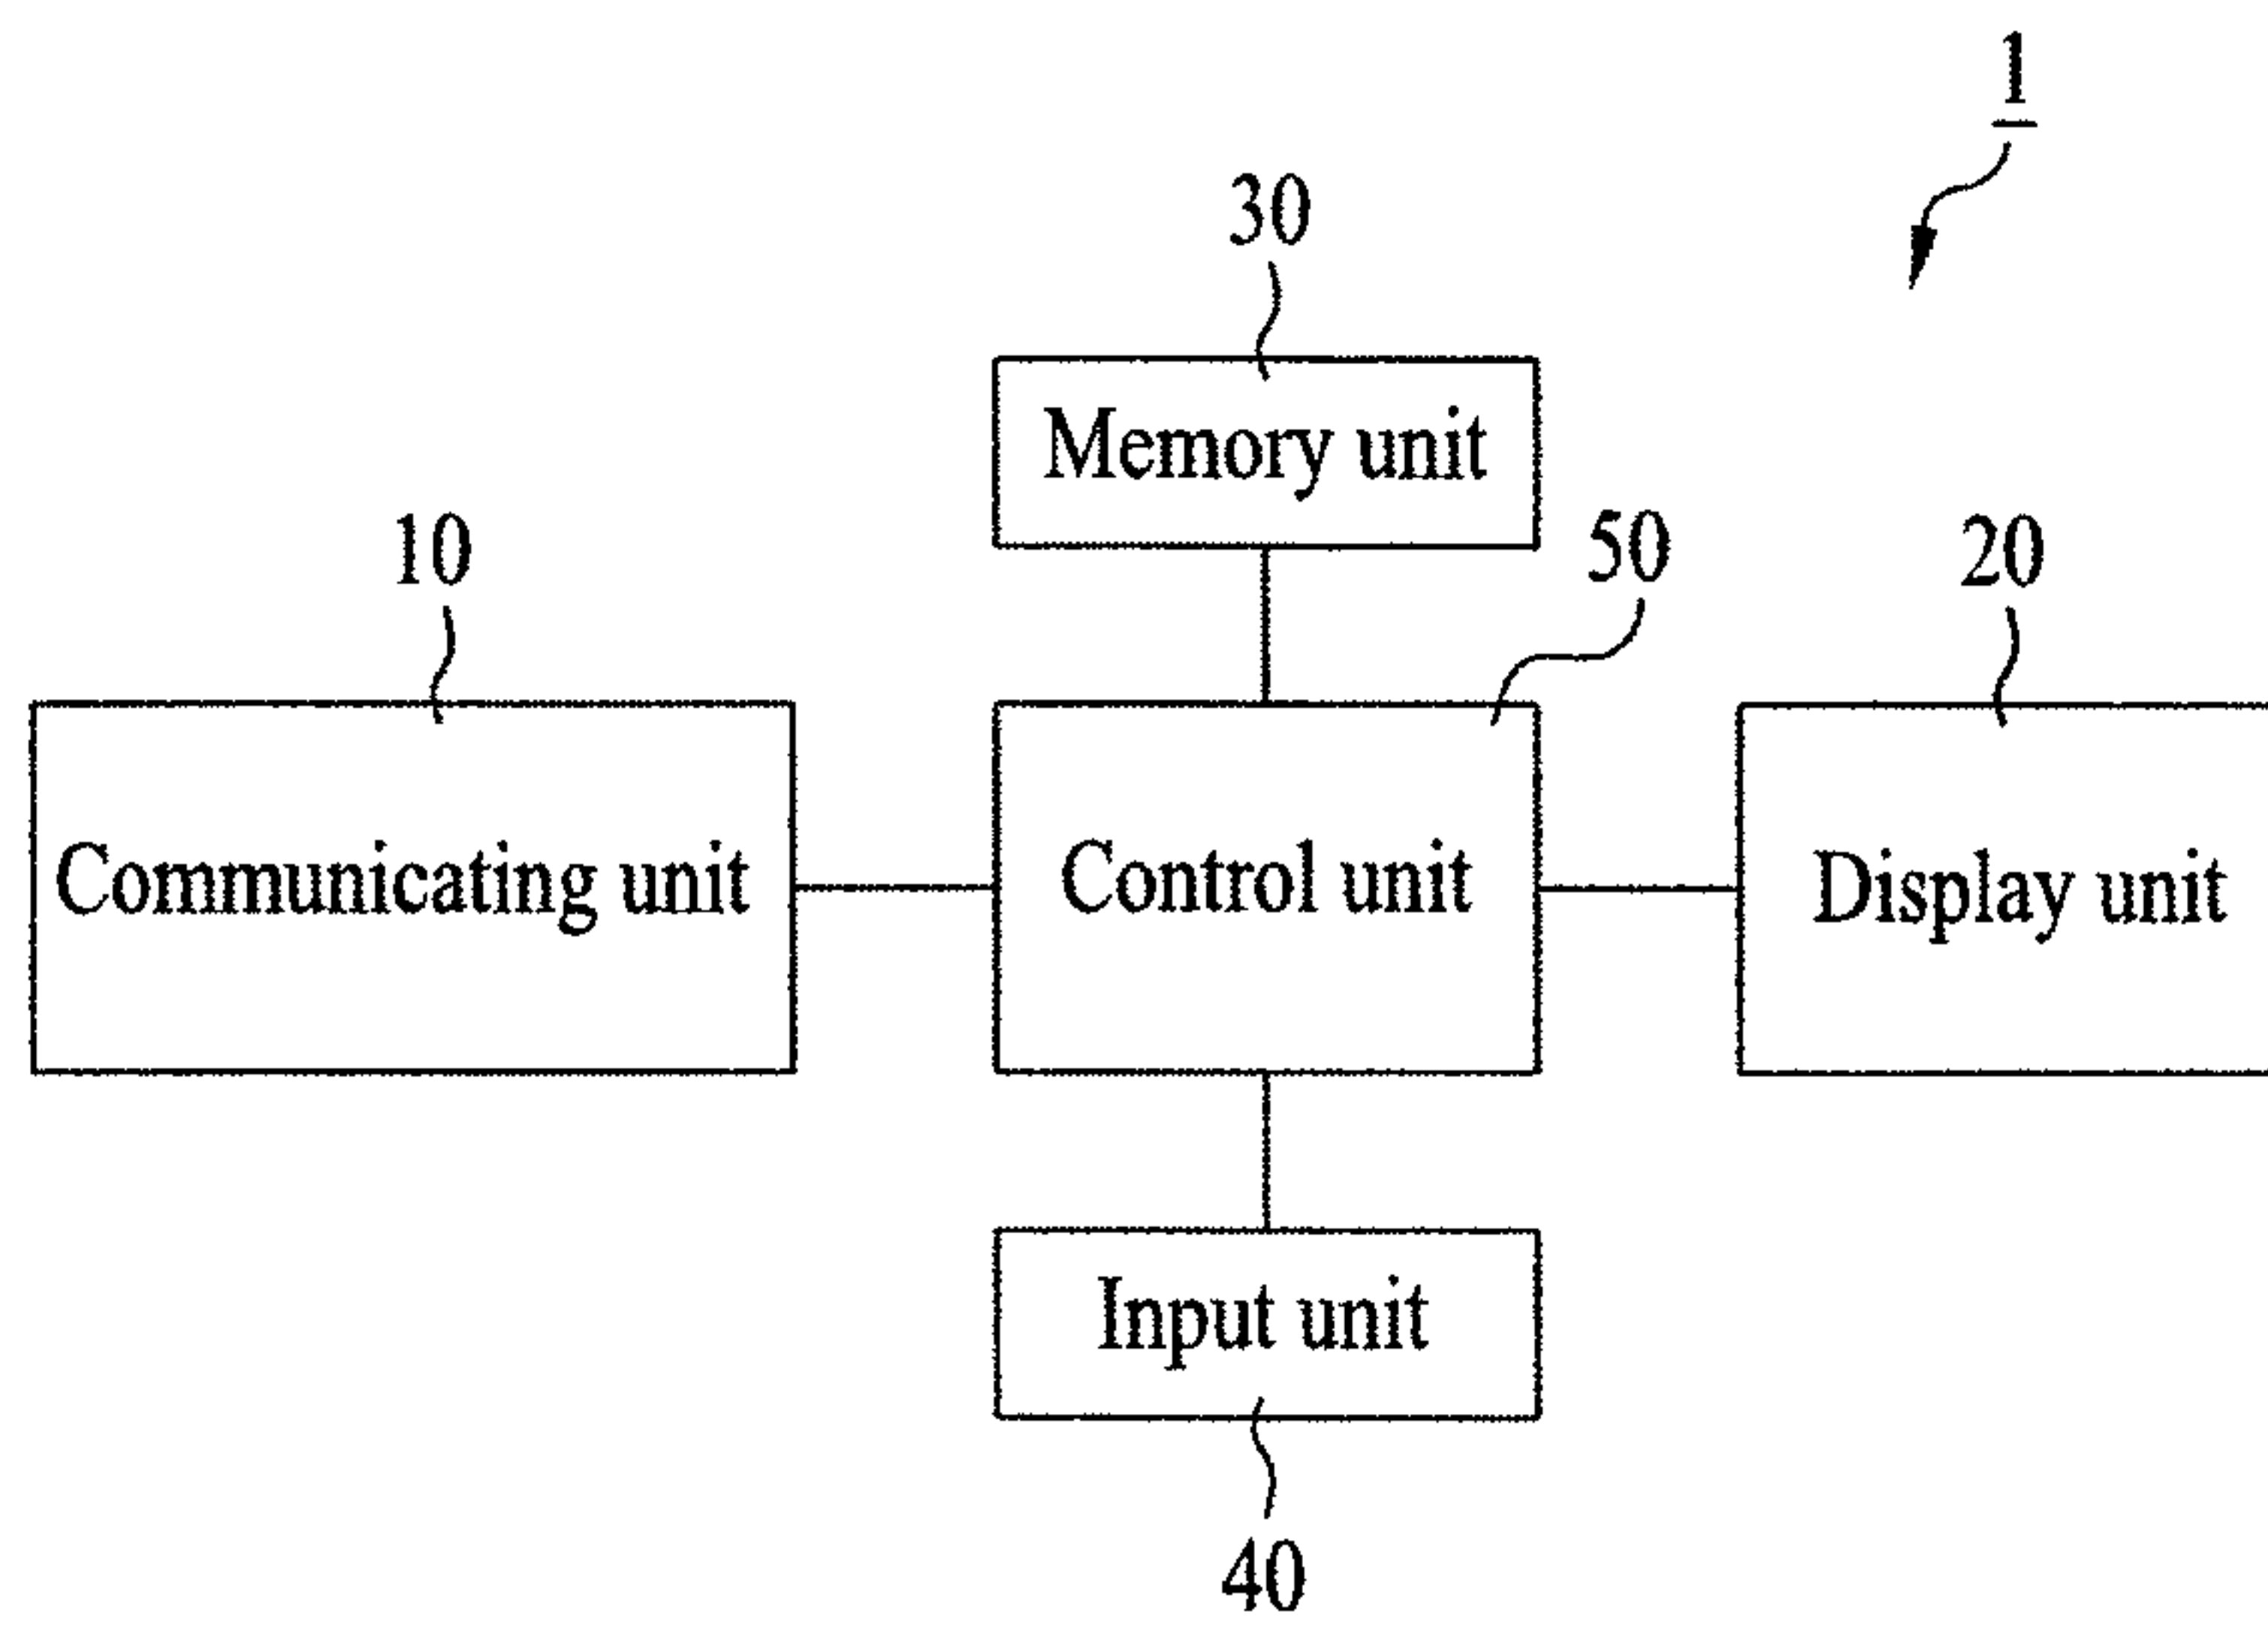 1
30
Memory unit
10
50
20
Communicating unit
Control unit
Display unit
Input unit
40